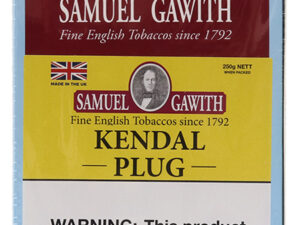 SAMUEL GAWITH
Fine English Tobaccos since 1792
MADE IN THE UK
250g NETT
WHEN PACKED
SAMUEL GAWITH
Fine English Tobaccos since 1792
KENDAL
PLUG
WARNING: This product